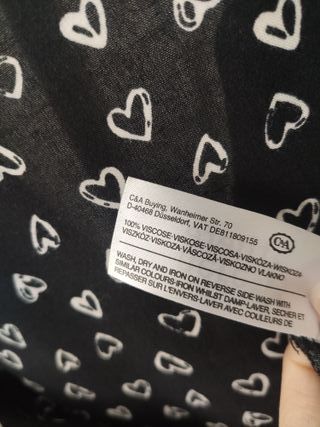 C&A Buying, Wanheimer Str. 70
D-40468 Düsseldorf, VAT DE811809155
C&A
100% VISCOSE·VISKOSE·VISCOSA·VISKÓZA·WISKOZA·
VISZKÓZ·VISKOZA·VÂSCOZĂ·VISKOZNO VLAKNO
WASH, DRY AND IRON ON REVERSE SIDE·WASH WITH
SIMILAR COLOURS·IRON WHILST DAMP·LAVER, SECHER ET
REPASSER SUR L'ENVERS·LAVER AVEC COULEURS DE